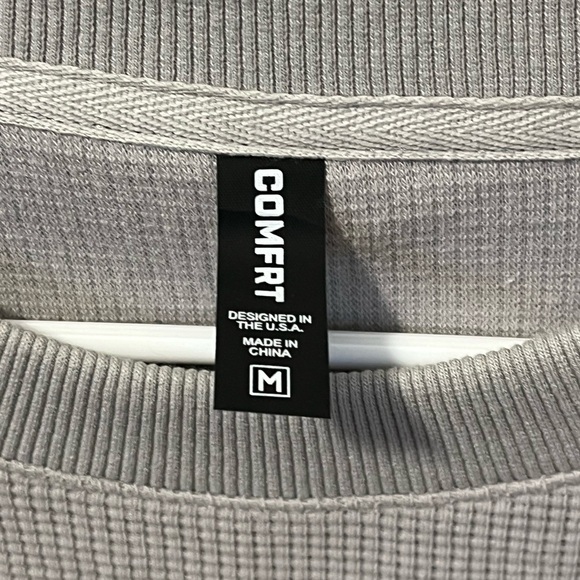 COMFRT
DESIGNED IN
THE U.S.A.
MADE IN
CHINA
M